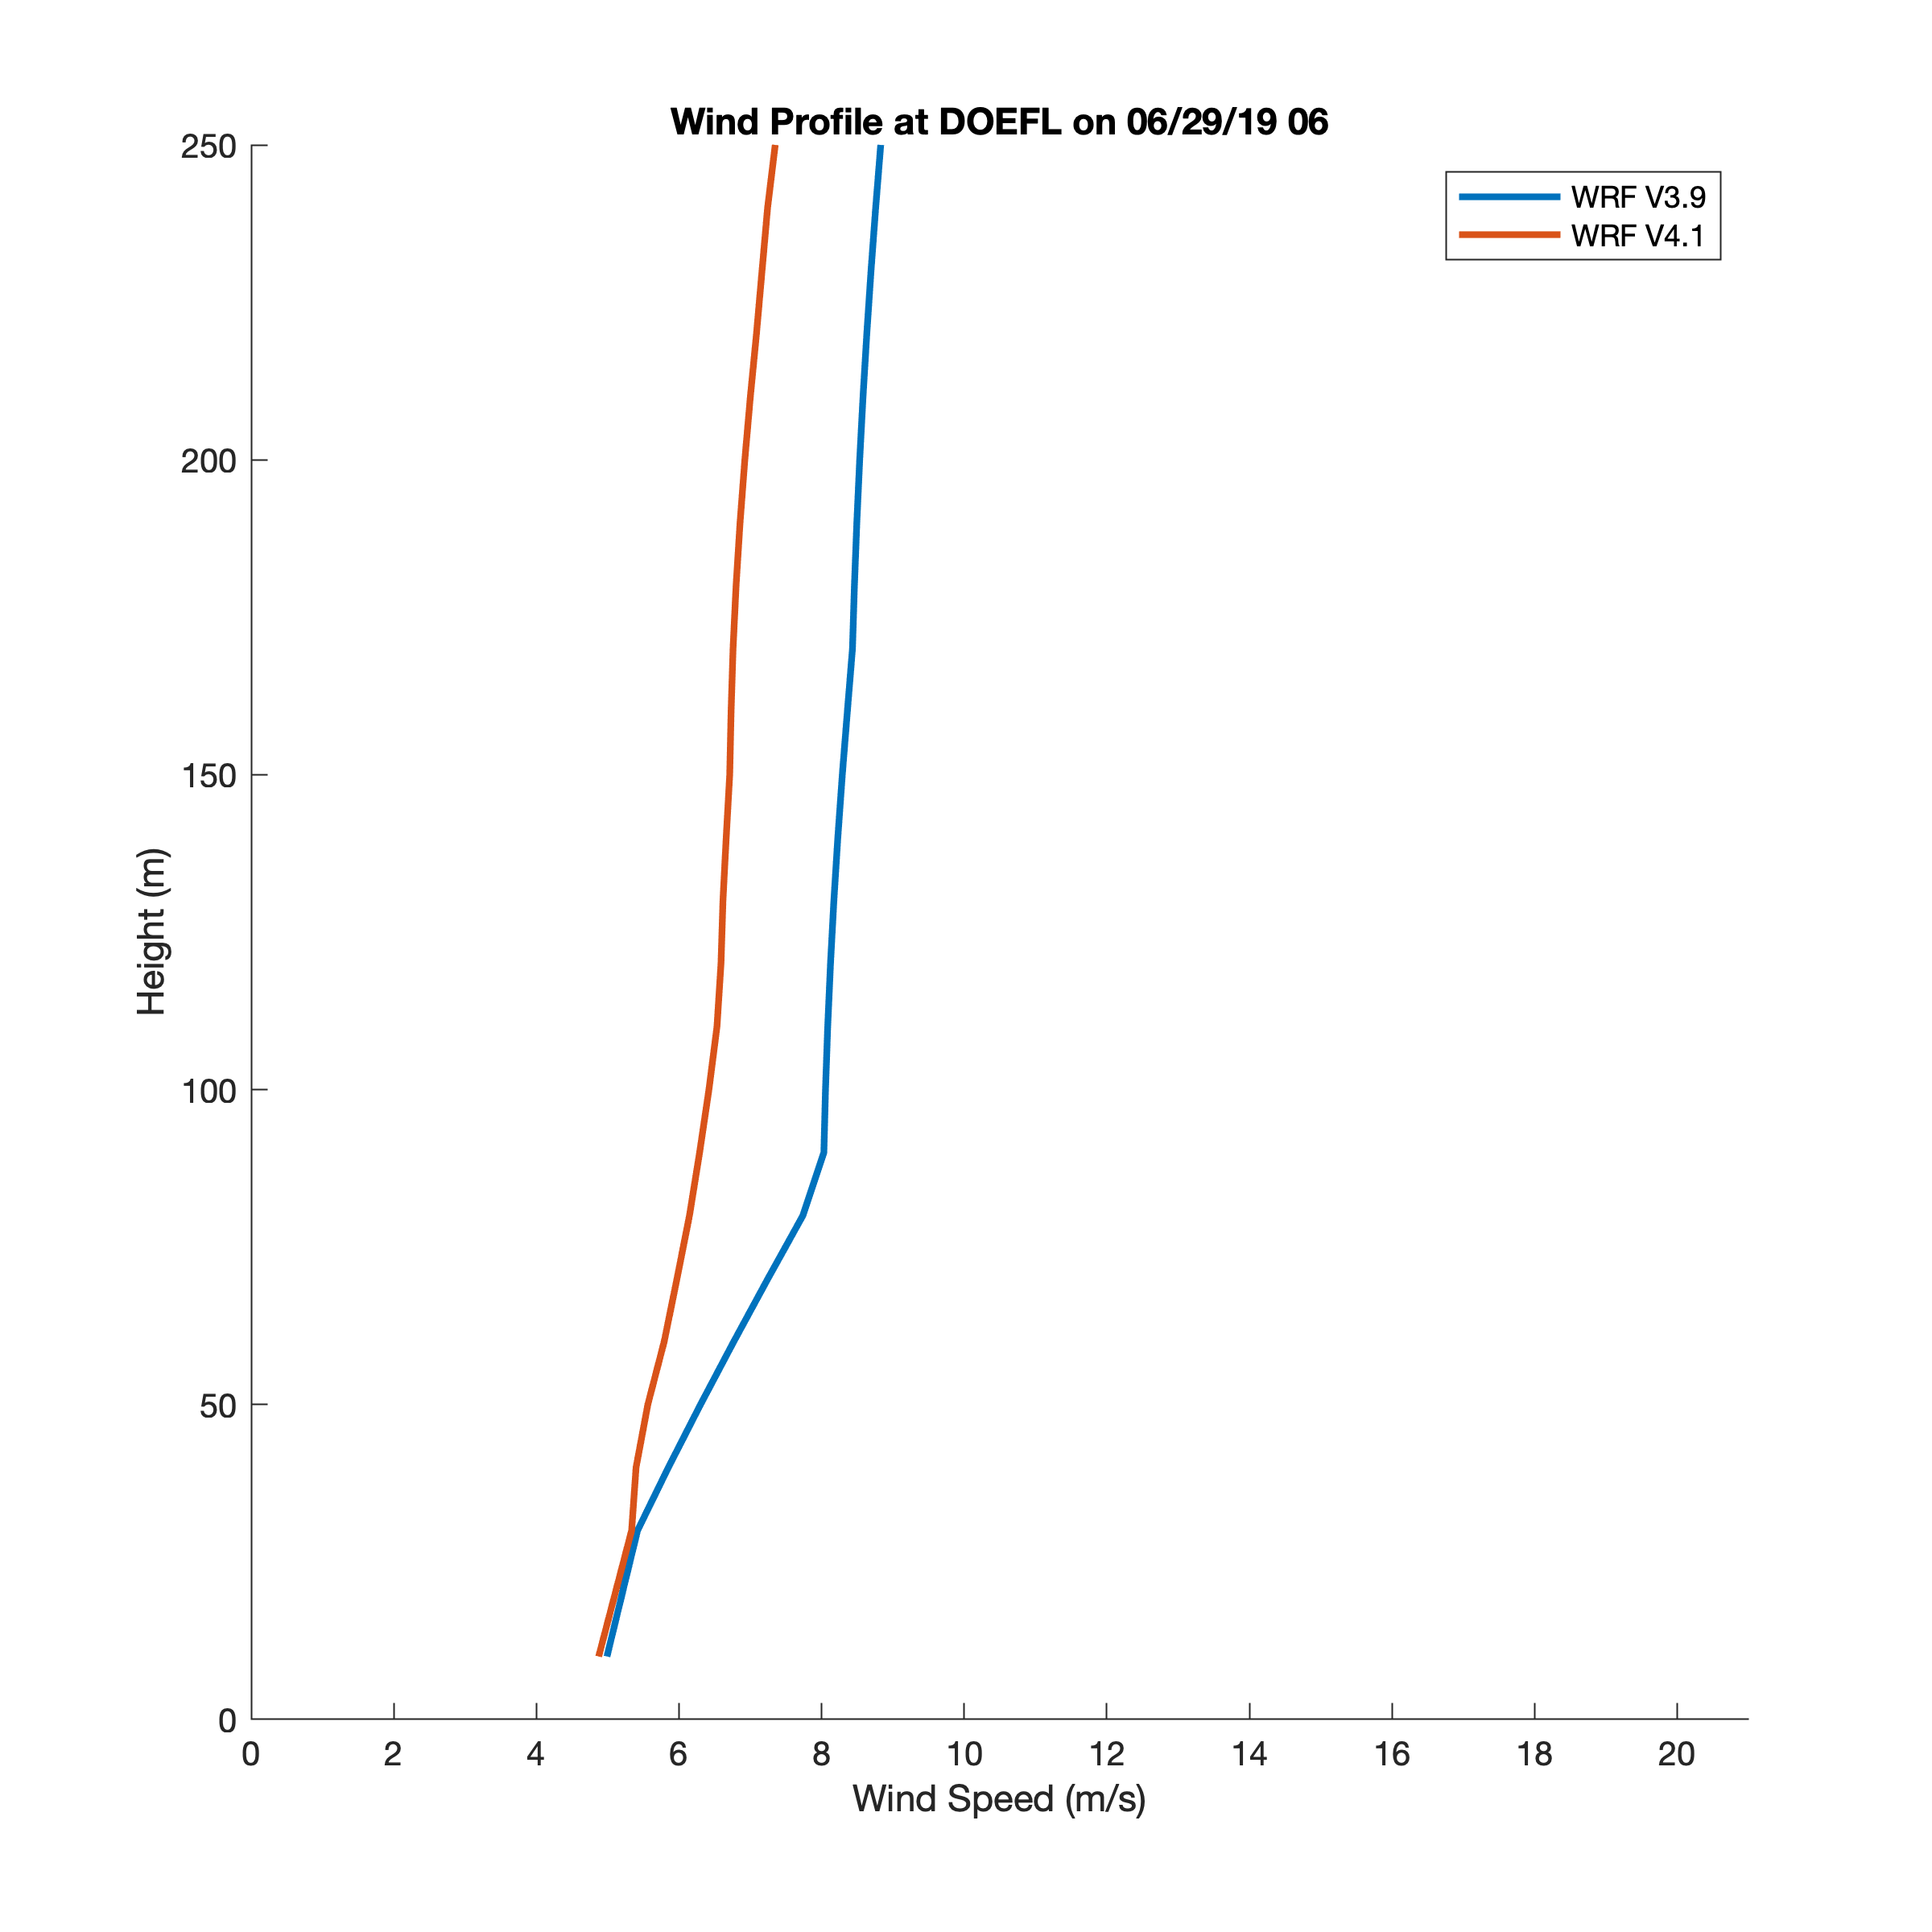 Wind Profile at DOEFL on 06/29/19 06
WRF V3.9
WRF V4.1
250
200
150
100
50
0
Height (m)
0 2 4 6 8 10 12 14 16 18 20
Wind Speed (m/s)